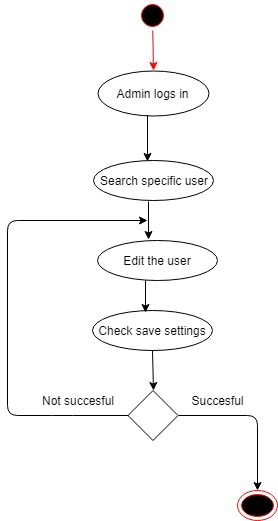 Admin logs in
Search specific user
Edit the user
Check save settings
Not succesful
Succesful